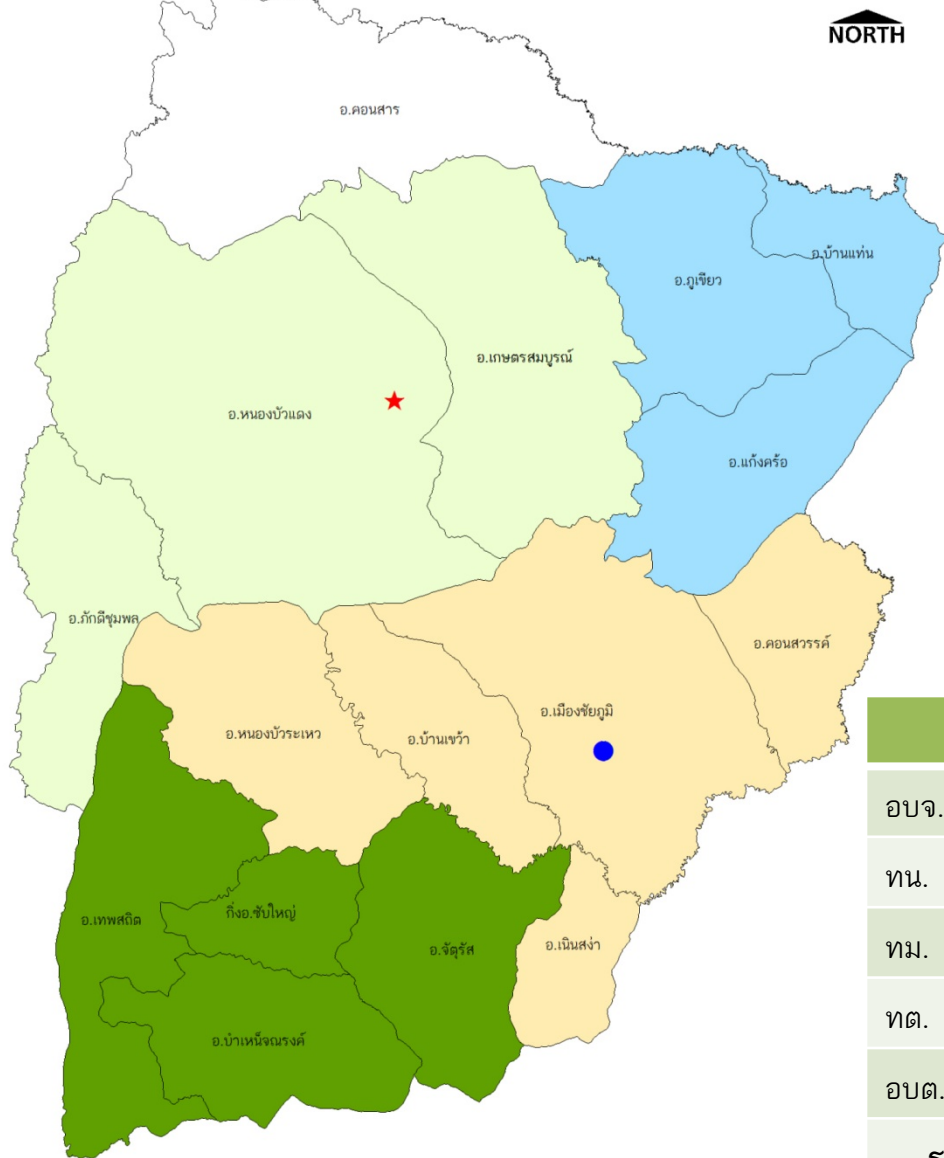 NORTH
อ.คอนสาร
อ.บ้านแท่น
อ.ภูเขียว
อ.เกษตรสมบูรณ์
อ.หนองบัวแดง
อ.แก้งคร้อ
อ.ภักดีชุมพล
อ.คอนสวรรค์
อ.เมืองชัยภูมิ
อ.หนองบัวระเหว
อ.บ้านเขว้า
อบจ.
ทน.
กิ่งอ.ซับใหญ่
อ.เทพสถิต
อ.เนินสง่า
อ.จัตุรัส
ทม.
ทต.
อ.บำเหน็จณรงค์
อบต.